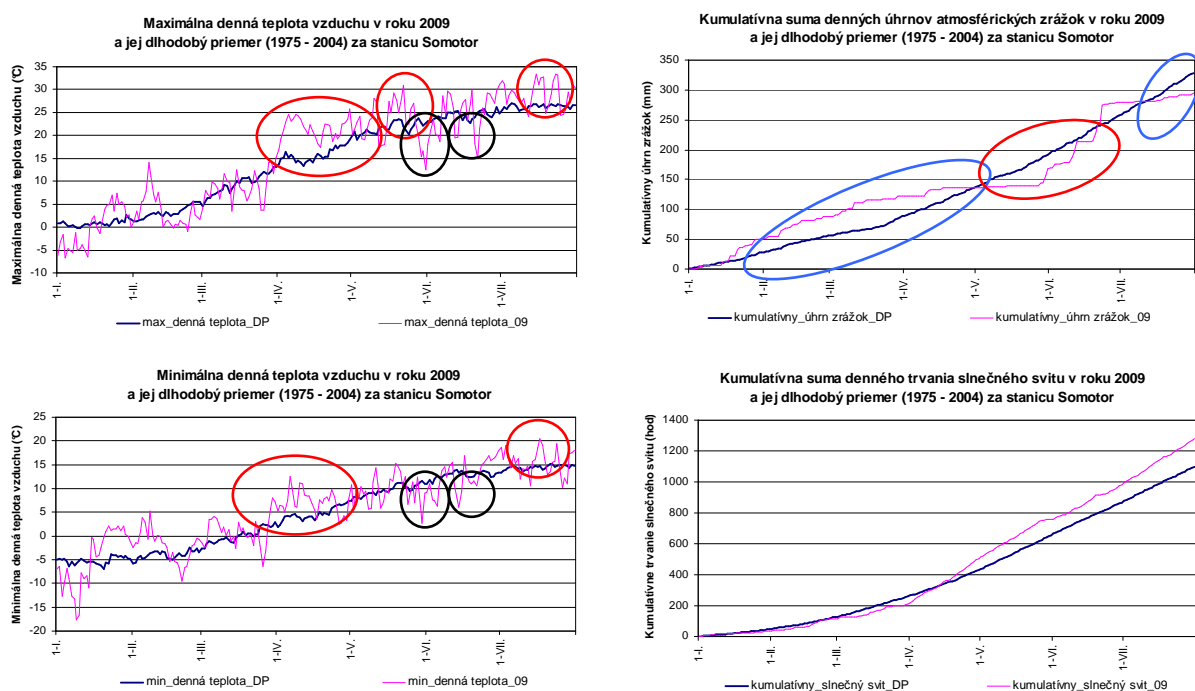 Maximálna denná teplota vzduchu v roku 2009
a jej dlhodobý priemer (1975 - 2004) za stanicu Somotor
Maximálna denná teplota vzduchu (°C)
35
30
25
20
15
10
5
0
-5
-10
1-I.
1-II.
1-III.
1-IV.
1-V.
1-VI.
1-VII.
max_denná teplota_DP
max_denná teplota_09
Kumulatívna suma denných úhrnov atmosférických zrážok v roku 2009
a jej dlhodobý priemer (1975 - 2004) za stanicu Somotor
Kumulatívny úhrn zrážok (mm)
350
300
250
200
150
100
50
0
1-I.
1-II.
1-III.
1-IV.
1-V.
1-VI.
1-VII.
kumulatívny_úhrn zrážok_DP
kumulatívny_úhrn zrážok_09
Minimálna denná teplota vzduchu v roku 2009
a jej dlhodobý priemer (1975 - 2004) za stanicu Somotor
Minimálna denná teplota vzduchu (°C)
25
20
15
10
5
0
-5
-10
-15
-20
1-I.
1-II.
1-III.
1-IV.
1-V.
1-VI.
1-VII.
min_denná teplota_DP
min_denná teplota_09
Kumulatívna suma denného trvania slnečného svitu v roku 2009
a jej dlhodobý priemer (1975 - 2004) za stanicu Somotor
Kumulatívne trvanie slnečného svitu (hod)
1400
1200
1000
800
600
400
200
0
1-I.
1-II.
1-III.
1-IV.
1-V.
1-VI.
1-VII.
kumulatívny_slnečný svit_DP
kumulatívny_slnečný svit_09